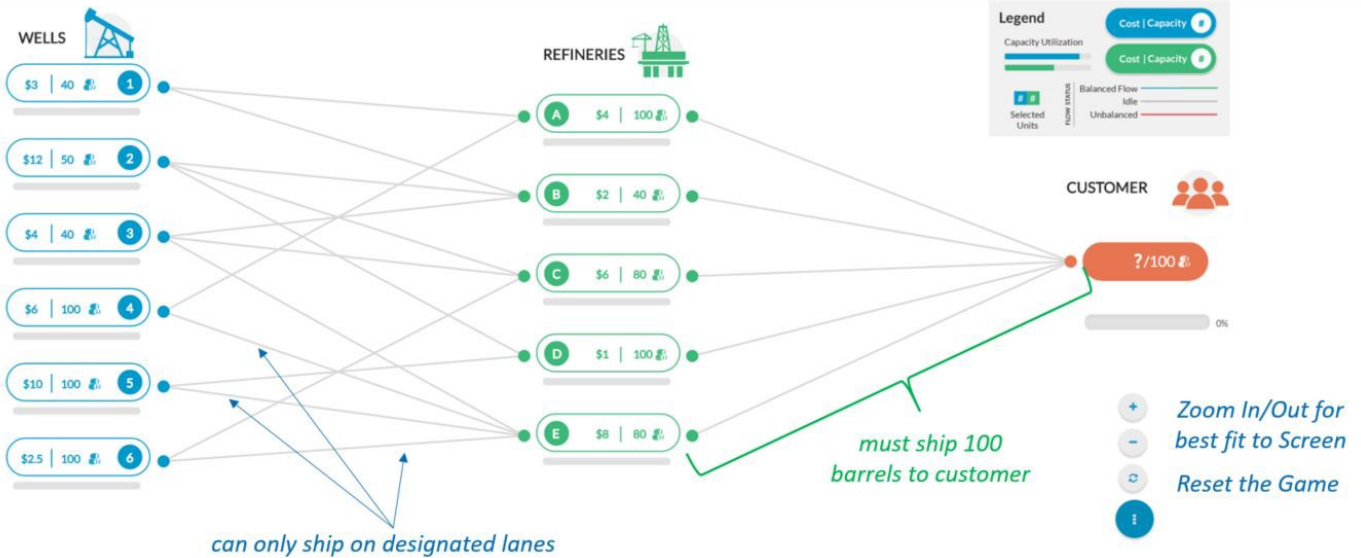 WELLS
$3 | 40 1
$12 | 50 2
$4 | 40 3
$6 | 100 4
$10 | 100 5
$2.5 | 100 6
REFINERIES
A $4 | 100
B $2 | 40
C $6 | 80
D $1 | 100
E $8 | 80
Legend
Capacity Utilization
Cost | Capacity #
Cost | Capacity #
# #
Selected
Units
FLOW STATUS
Balanced Flow
Idle
Unbalanced
CUSTOMER
?/100
0%
can only ship on designated lanes
must ship 100
barrels to customer
+
−
Zoom In/Out for
best fit to Screen
Reset the Game